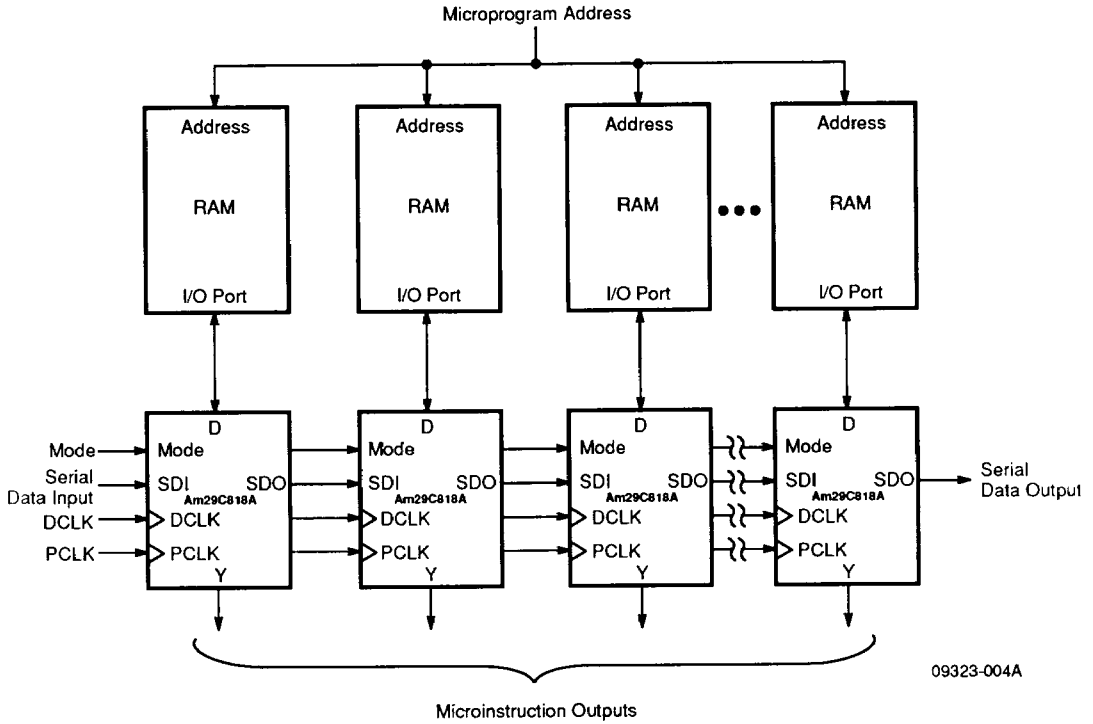 Microprogram Address
Address Address Address Address
RAM RAM RAM RAM
I/O Port I/O Port I/O Port I/O Port
D D D D
Mode Mode Mode Mode Mode
Serial
Data Input
SDI SDO SDI SDO SDI SDO SDI SDO
Serial
Data Output
Am29C818A Am29C818A Am29C818A Am29C818A
DCLK DCLK DCLK DCLK DCLK
PCLK PCLK PCLK PCLK PCLK
Y Y Y Y
09323-004A
Microinstruction Outputs